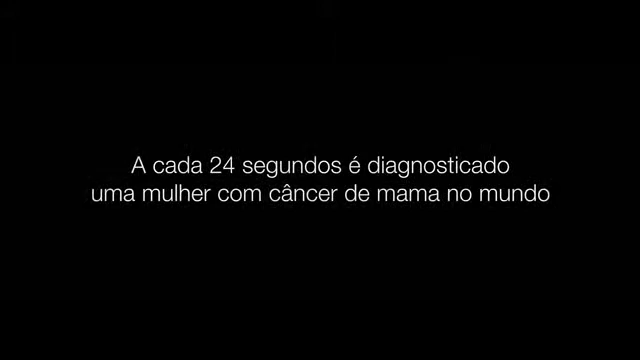 A cada 24 segundos é diagnosticado
uma mulher com câncer de mama no mundo